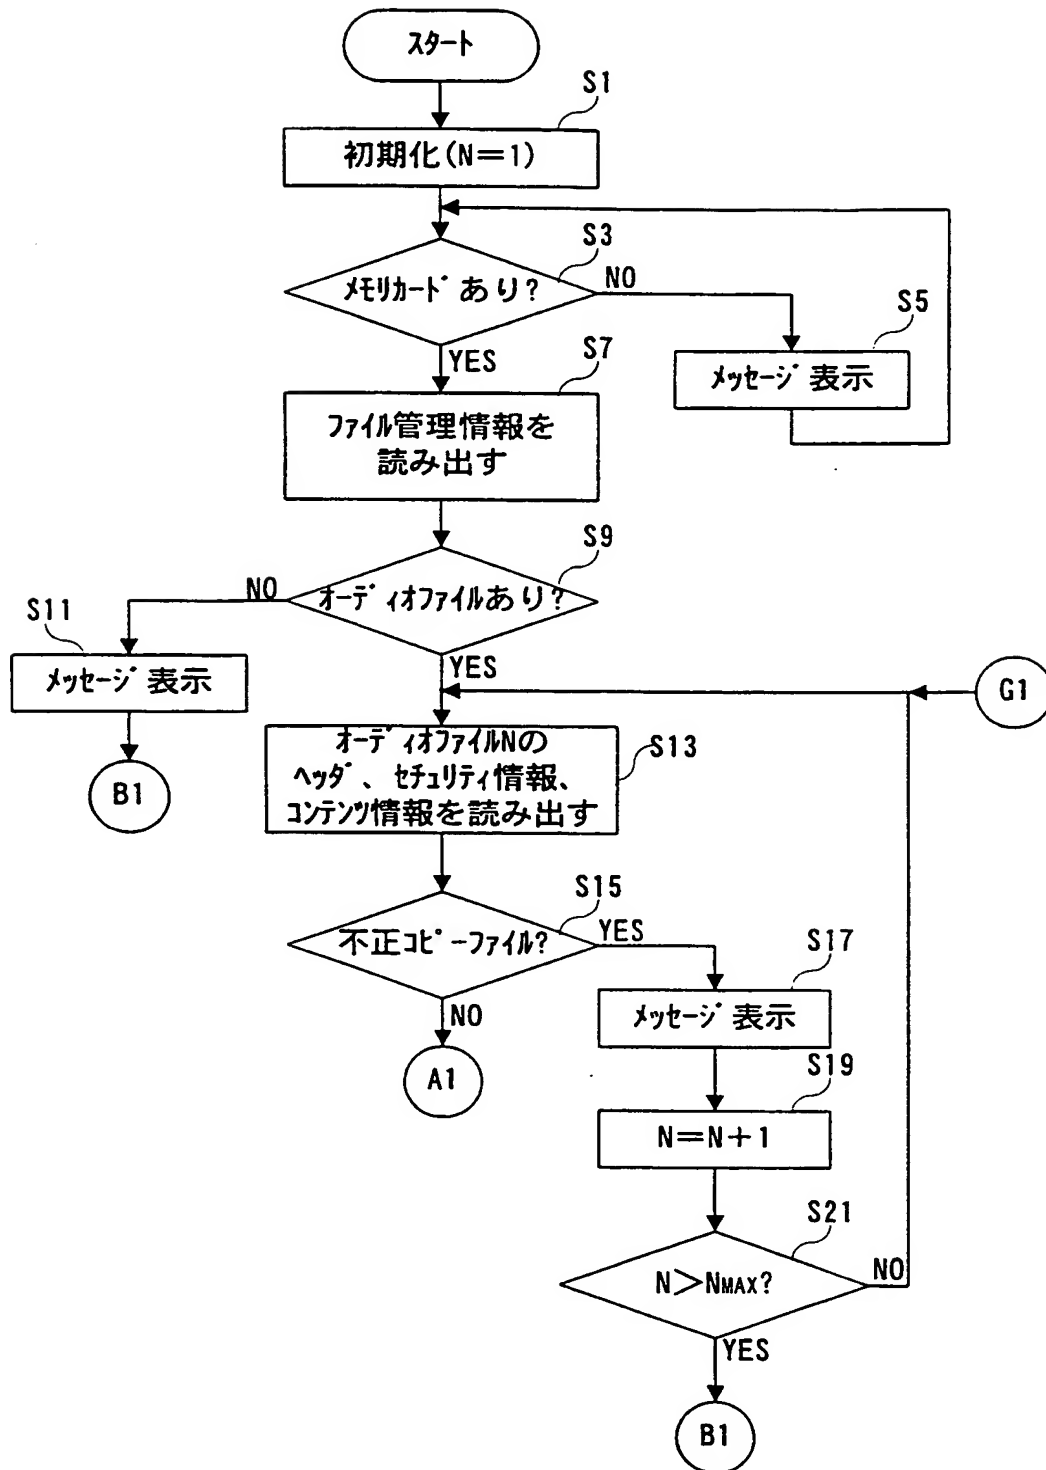 スタート
S1
初期化(N=1)
S3
メモリカードあり?
NO
S5
メッセージ表示
YES
S7
ファイル管理情報を
読み出す
S9
オーディオファイルあり?
NO
S11
メッセージ表示
B1
YES
G1
オーディオファイルNの
ヘッダ、セチュリティ情報、
コンテンツ情報を読み出す
S13
S15
不正コピーファイル?
YES
S17
メッセージ表示
NO
A1
S19
N=N+1
S21
N>NMAX?
NO
YES
B1